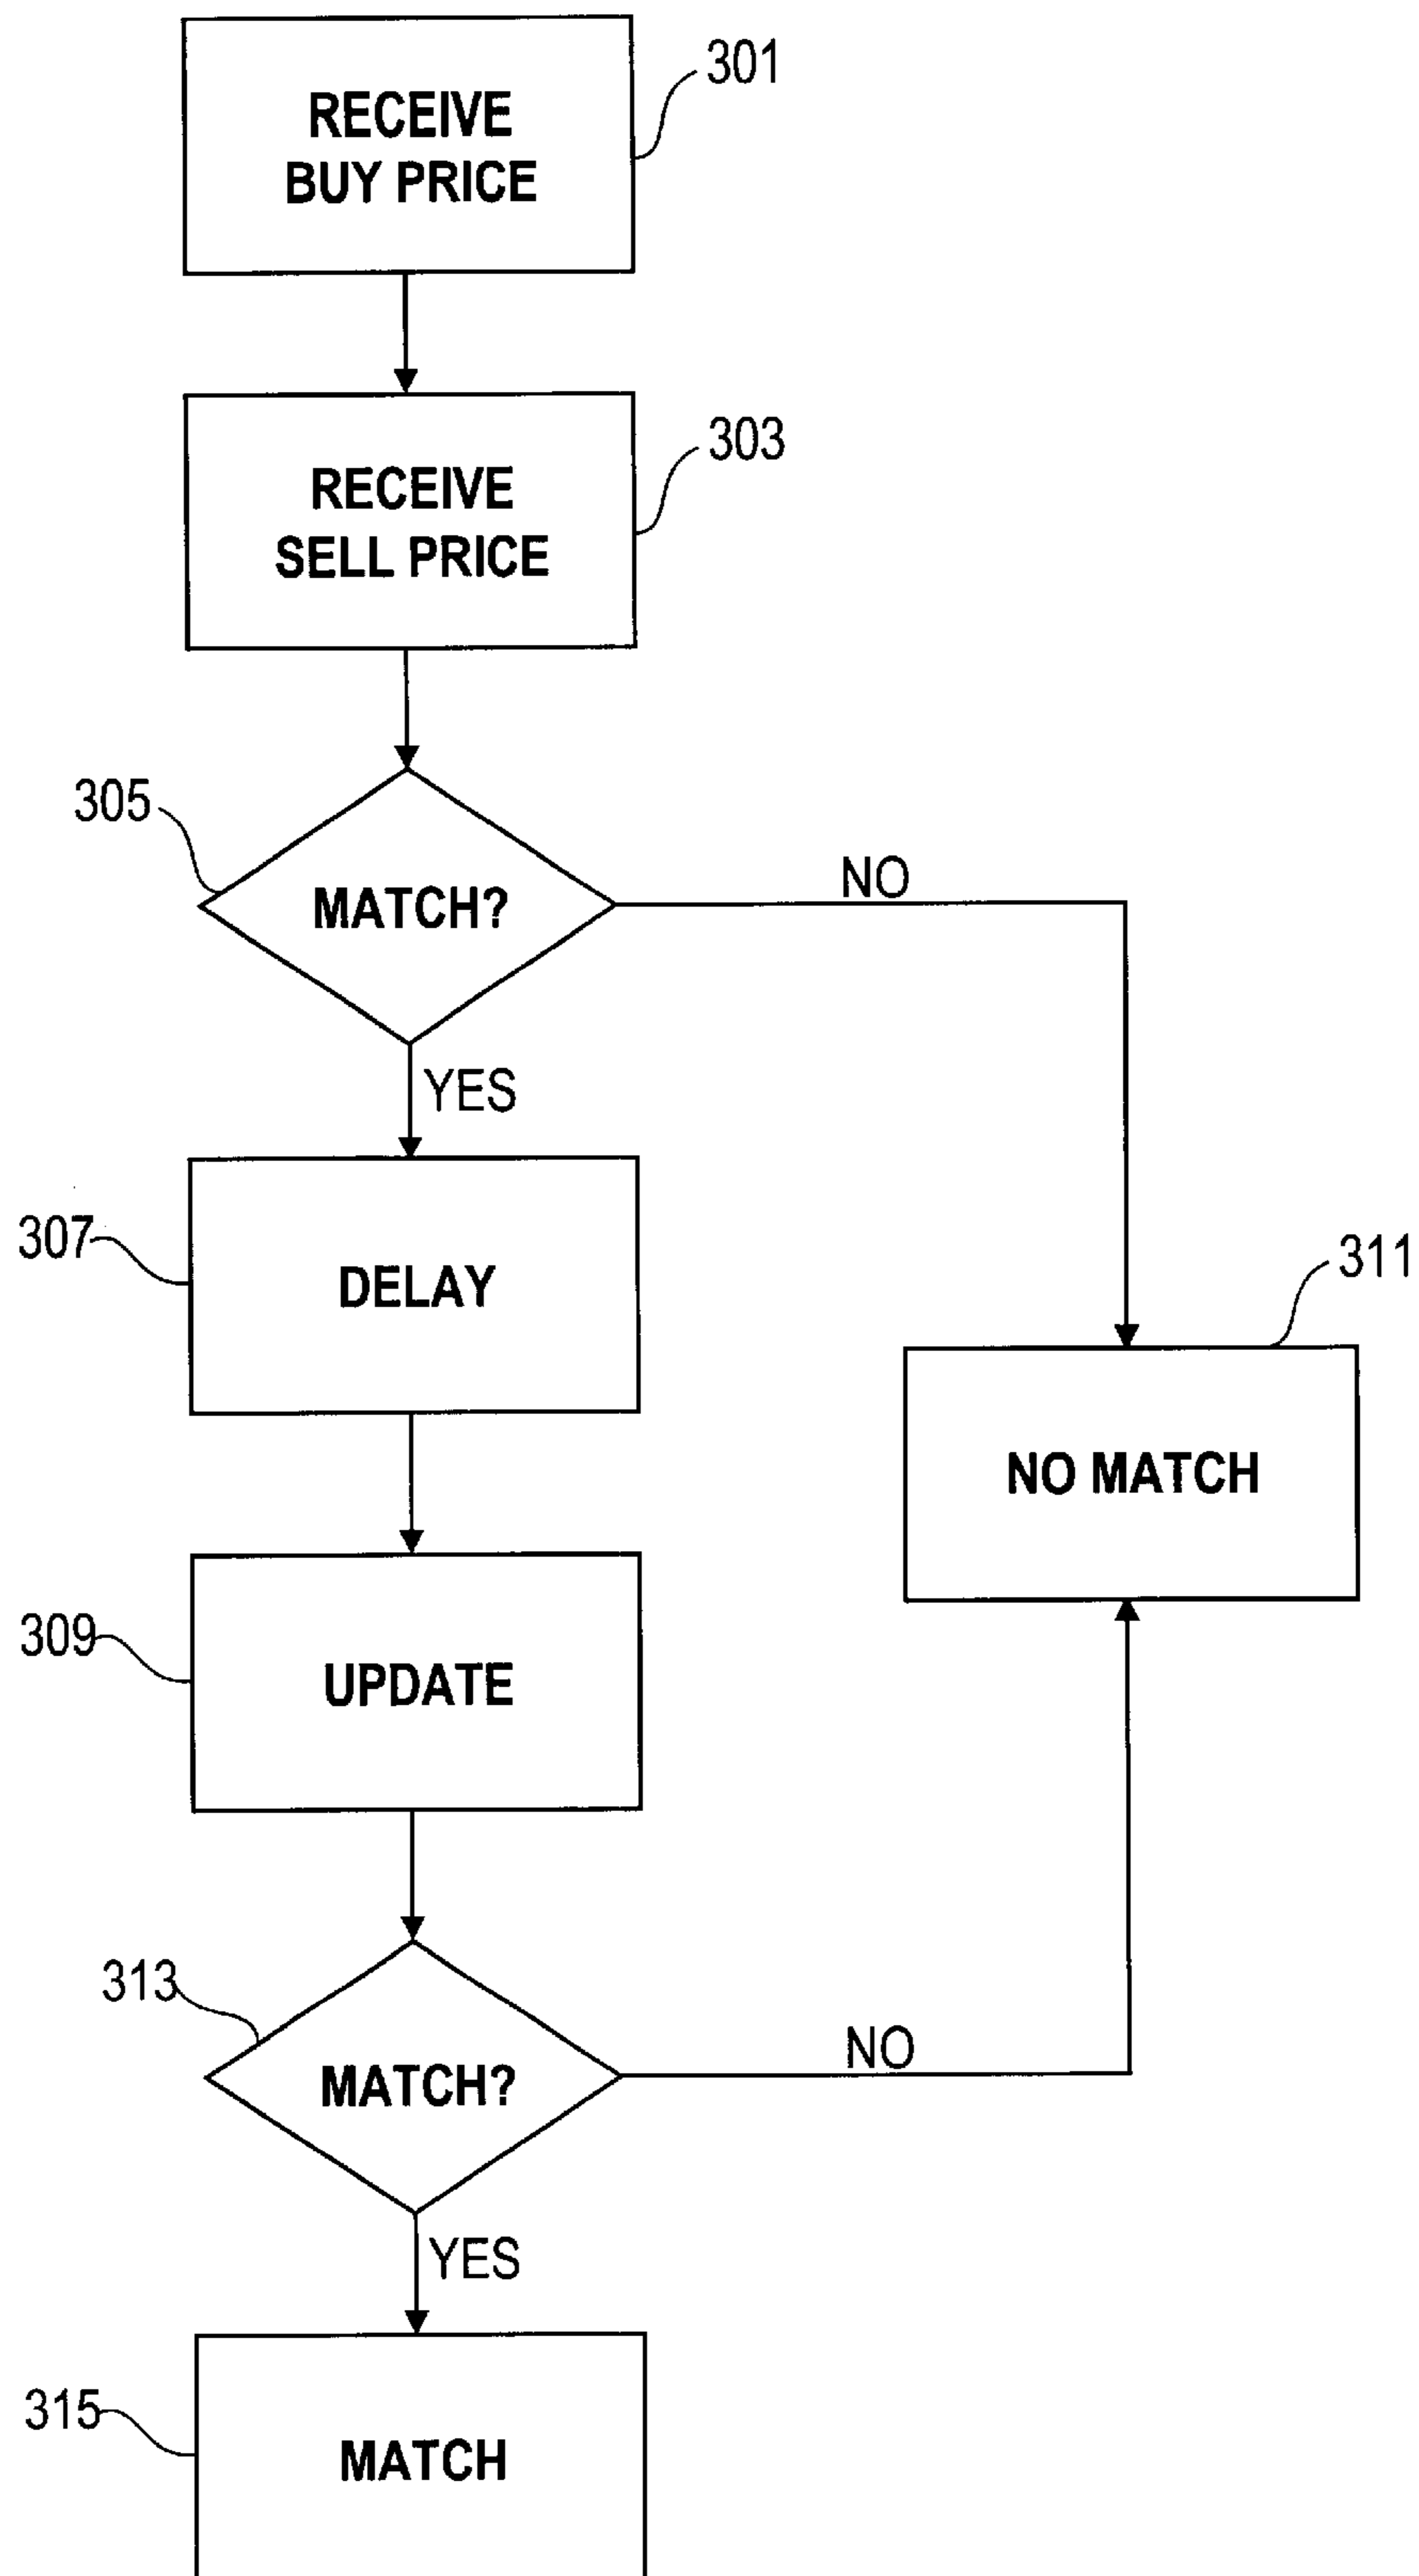 RECEIVE
BUY PRICE
301
RECEIVE
SELL PRICE
303
305
MATCH?
NO
YES
307
DELAY
311
NO MATCH
309
UPDATE
313
MATCH?
NO
YES
315
MATCH